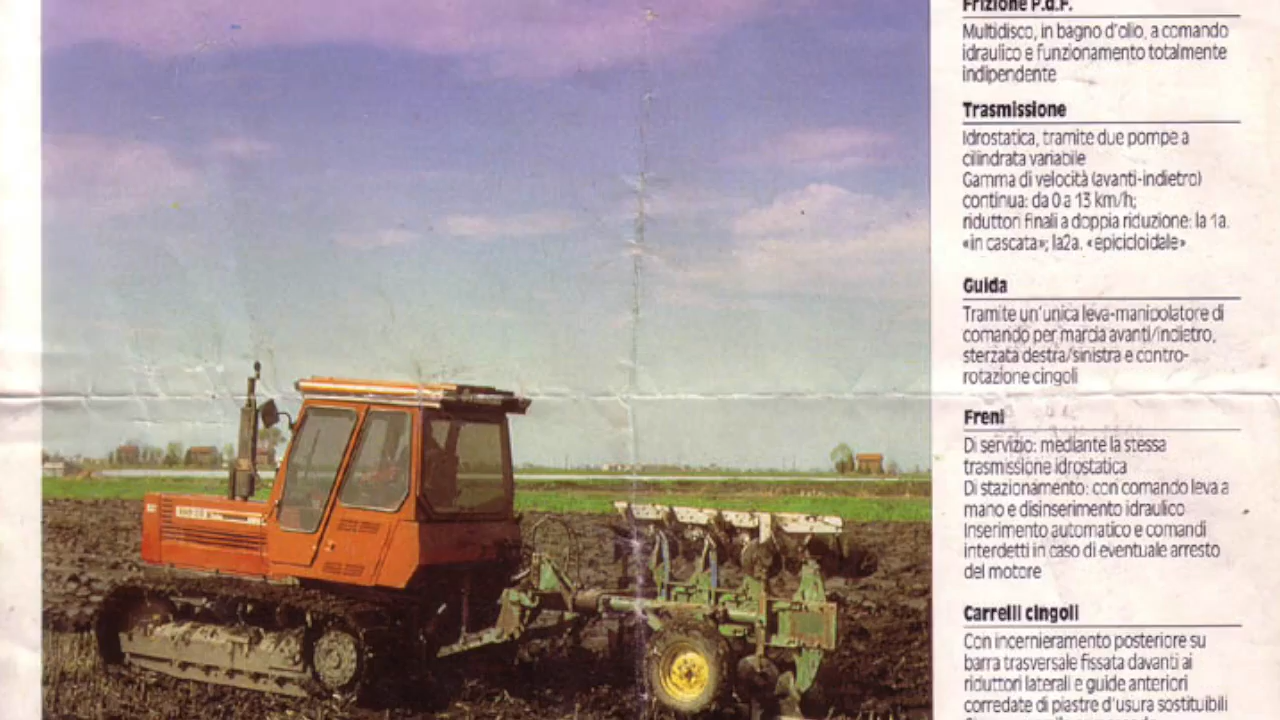 Frizione P.d.F.
Multidisco, in bagno d'olio, a comando
idraulico e funzionamento totalmente
indipendente
Trasmissione
Idrostatica, tramite due pompe a
cilindrata variabile
Gamma di velocità (avanti-indietro)
continua: da 0 a 13 km/h;
riduttori finali a doppia riduzione: la 1a.
«in cascata»; la2a. «epicicloidale»
Guida
Tramite un'unica leva-manipolatore di
comando per marcia avanti/indietro,
sterzata destra/sinistra e contro-
rotazione cingoli
Freni
Di servizio: mediante la stessa
trasmissione idrostatica
Di stazionamento: con comando leva a
mano e disinserimento idraulico
Inserimento automatico e comandi
interdetti in caso di eventuale arresto
del motore
Carrelli cingoli
Con incernieramento posteriore su
barra trasversale fissata davanti ai
riduttori laterali e guide anteriori
corredate di piastre d'usura sostituibili